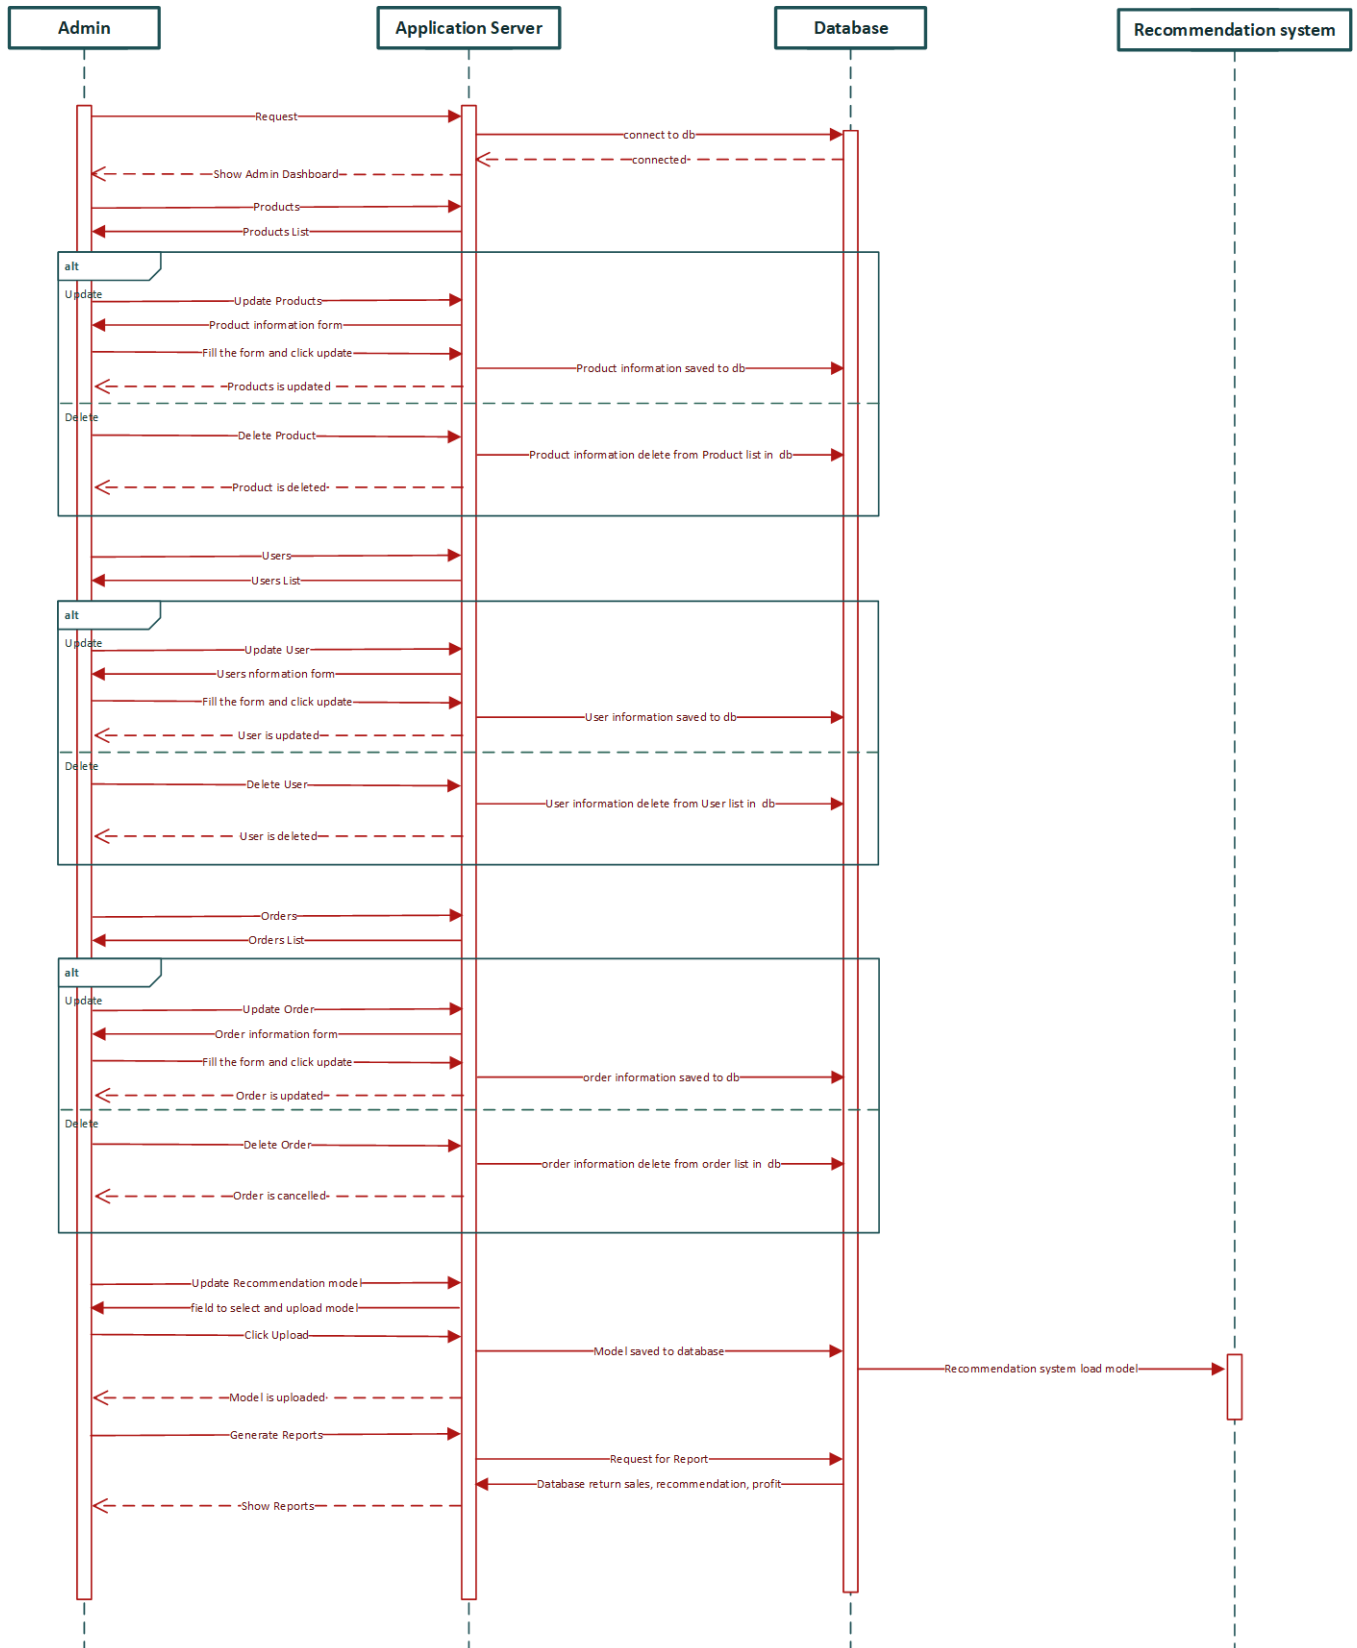 Admin
Application Server
Database
Recommendation system
Request
connect to db
connected
Show Admin Dashboard
Products
Products List
alt
Update
Update Products
Product information form
Fill the form and click update
Product information saved to db
Products is updated
Delete
Delete Product
Product information delete from Product list in db
Product is deleted
Users
Users List
alt
Update
Update User
Users nformation form
Fill the form and click update
User information saved to db
User is updated
Delete
Delete User
User information delete from User list in db
User is deleted
Orders
Orders List
alt
Update
Update Order
Order information form
Fill the form and click update
order information saved to db
Order is updated
Delete
Delete Order
order information delete from order list in db
Order is cancelled
Update Recommendation model
field to select and upload model
Click Upload
Model saved to database
Recommendation system load model
Model is uploaded
Generate Reports
Request for Report
Database return sales, recommendation, profit
Show Reports